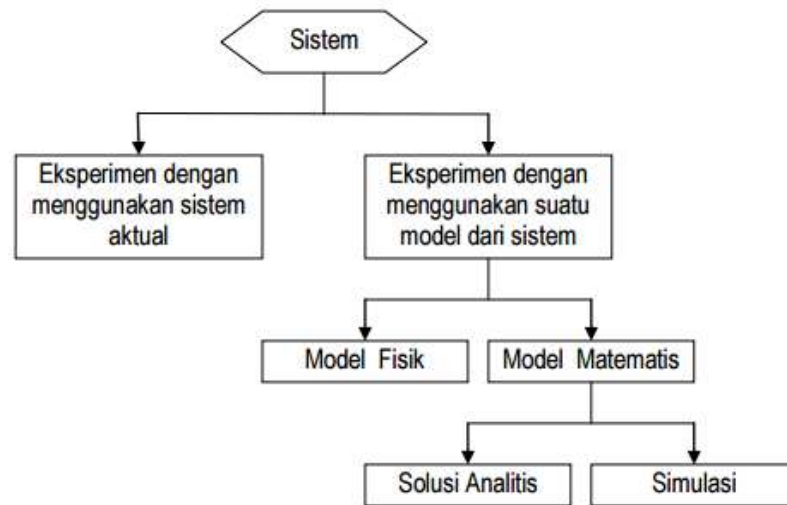 Sistem
Eksperimen dengan
menggunakan sistem
aktual
Eksperimen dengan
menggunakan suatu
model dari sistem
Model Fisik
Model Matematis
Solusi Analitis
Simulasi